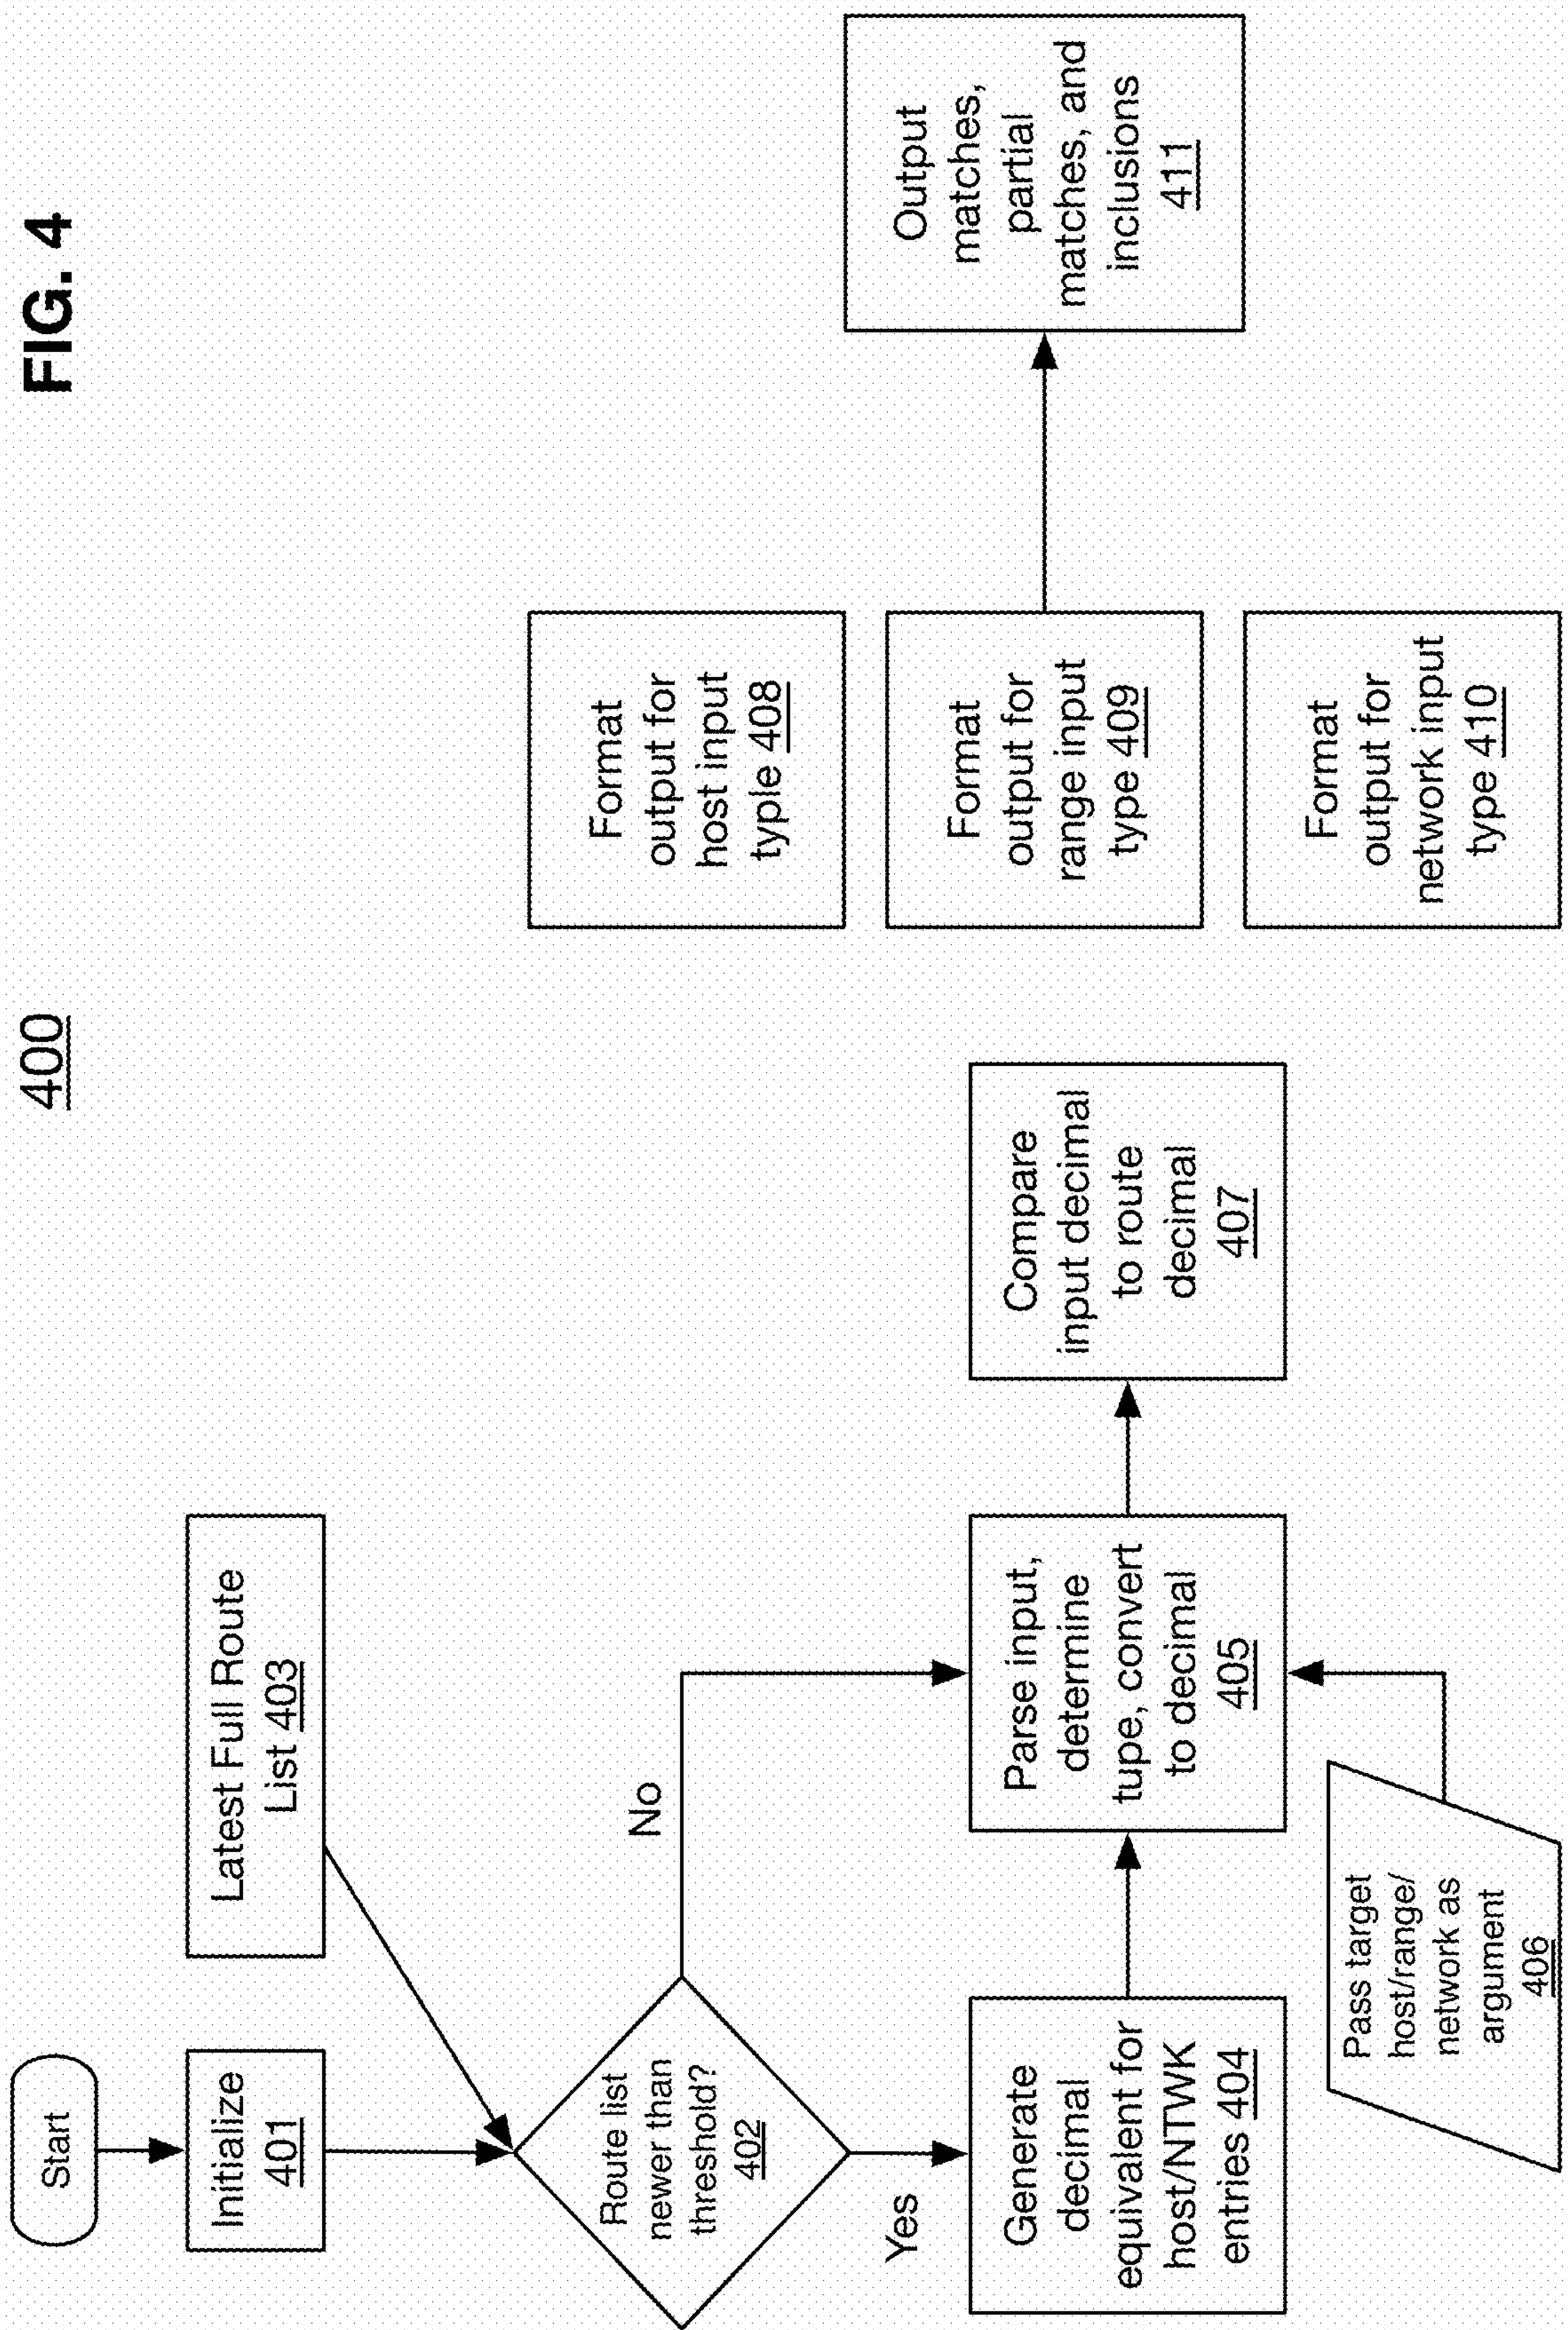 FIG. 4
400
Start
Initialize
401
Latest Full Route
List 403
Route list
newer than
threshold?
402
No
Yes
Generate
decimal
equivalent for
host/NTWK
entries 404
Parse input,
determine
tupe, convert
to decimal
405
Pass target
host/range/
network as
argument
406
Compare
input decimal
to route
decimal
407
Format
output for
host input
typle 408
Format
output for
range input
type 409
Format
output for
network input
type 410
Output
matches,
partial
matches, and
inclusions
411